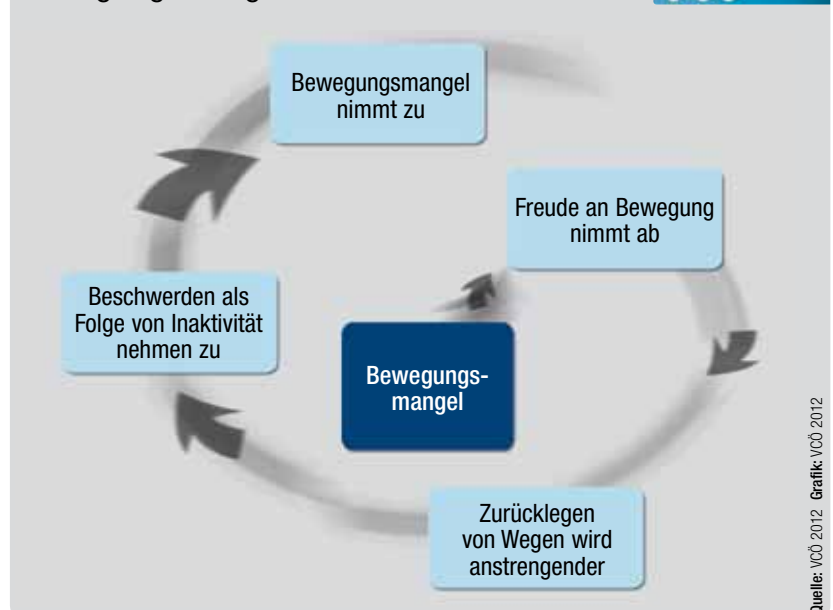 Bewegungsmangel
nimmt zu
Freude an Bewegung
nimmt ab
Beschwerden als
Folge von Inaktivität
nehmen zu
Bewegungs-
mangel
Zurücklegen
von Wegen wird
anstrengender
Quelle: VCÖ 2012 Grafik: VCÖ 2012